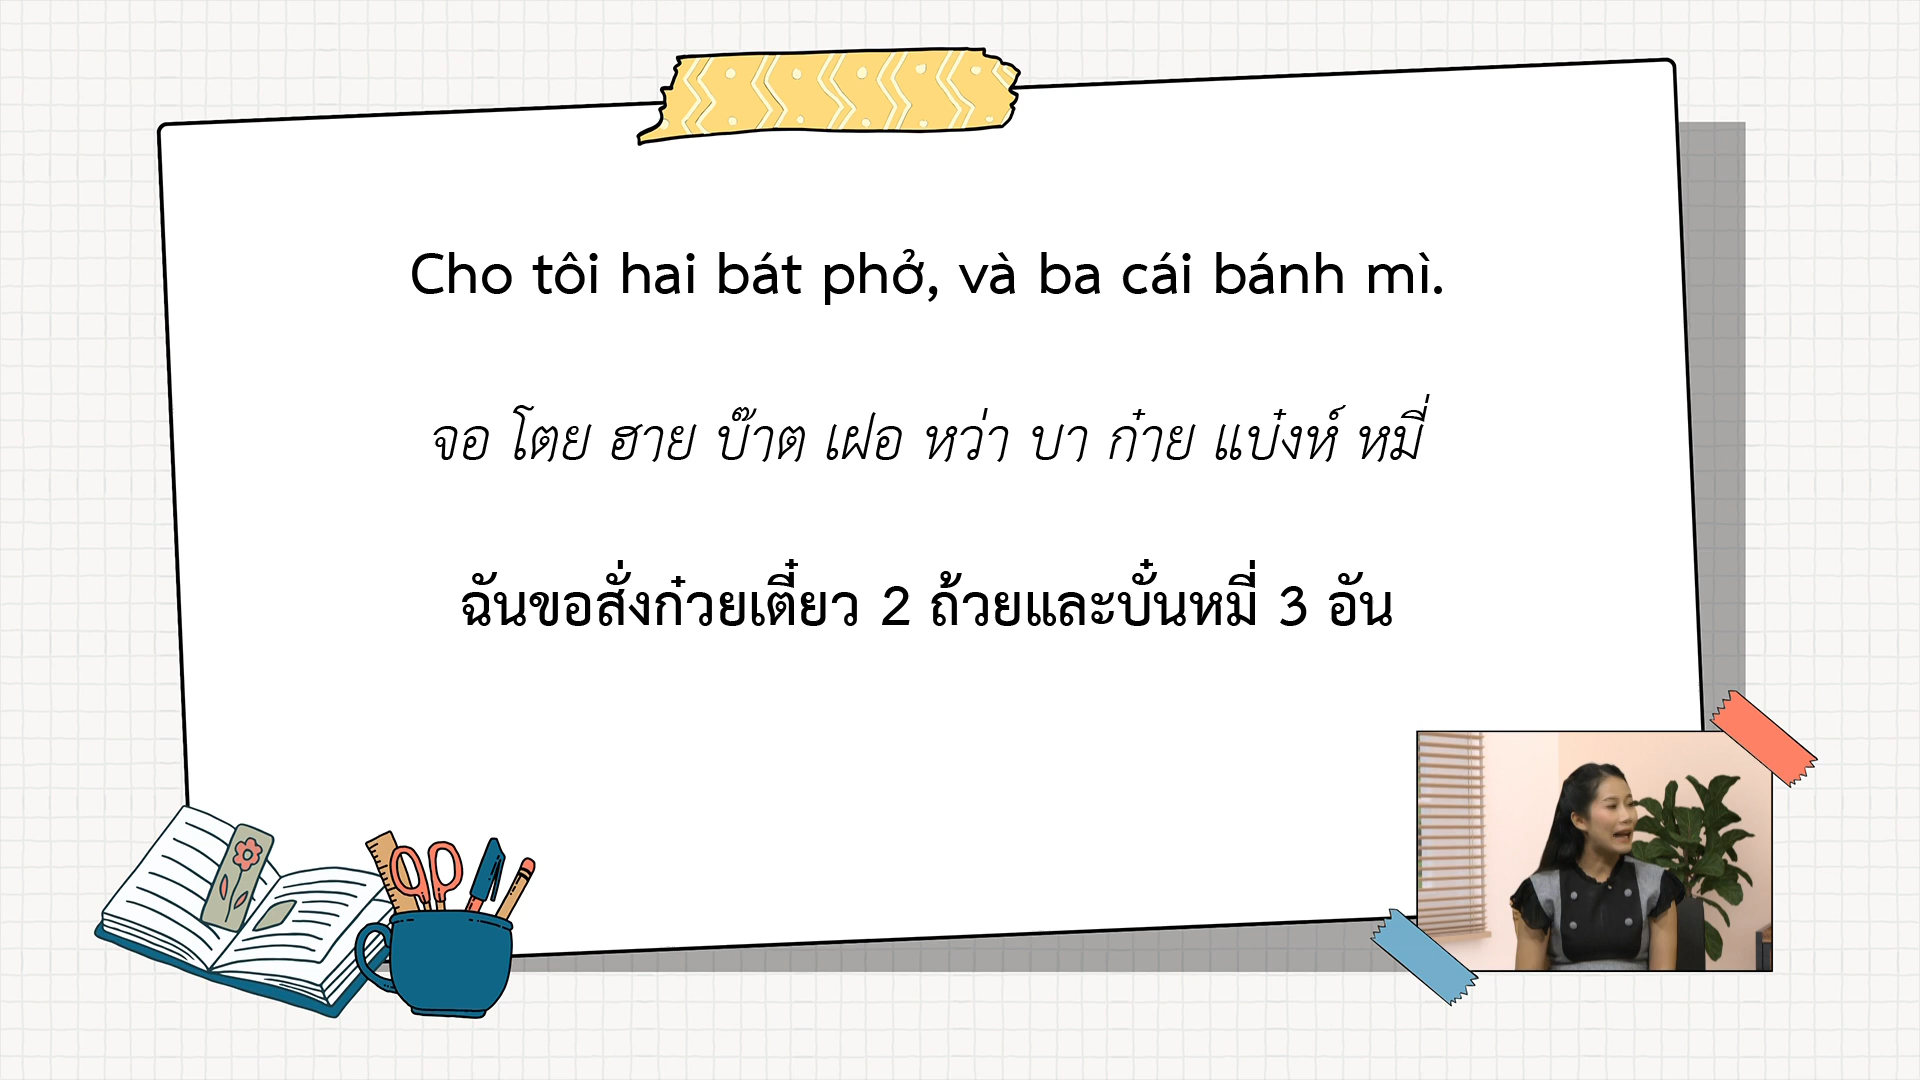 Cho tôi hai bát phở, và ba cái bánh mì.
จอ โตย ฮาย บ๊าต เฝอ หว่า บา ก๋าย แบ๋งห์ หมี่
ฉันขอสั่งก๋วยเตี๋ยว 2 ถ้วยและบั๋นหมี่ 3 อัน